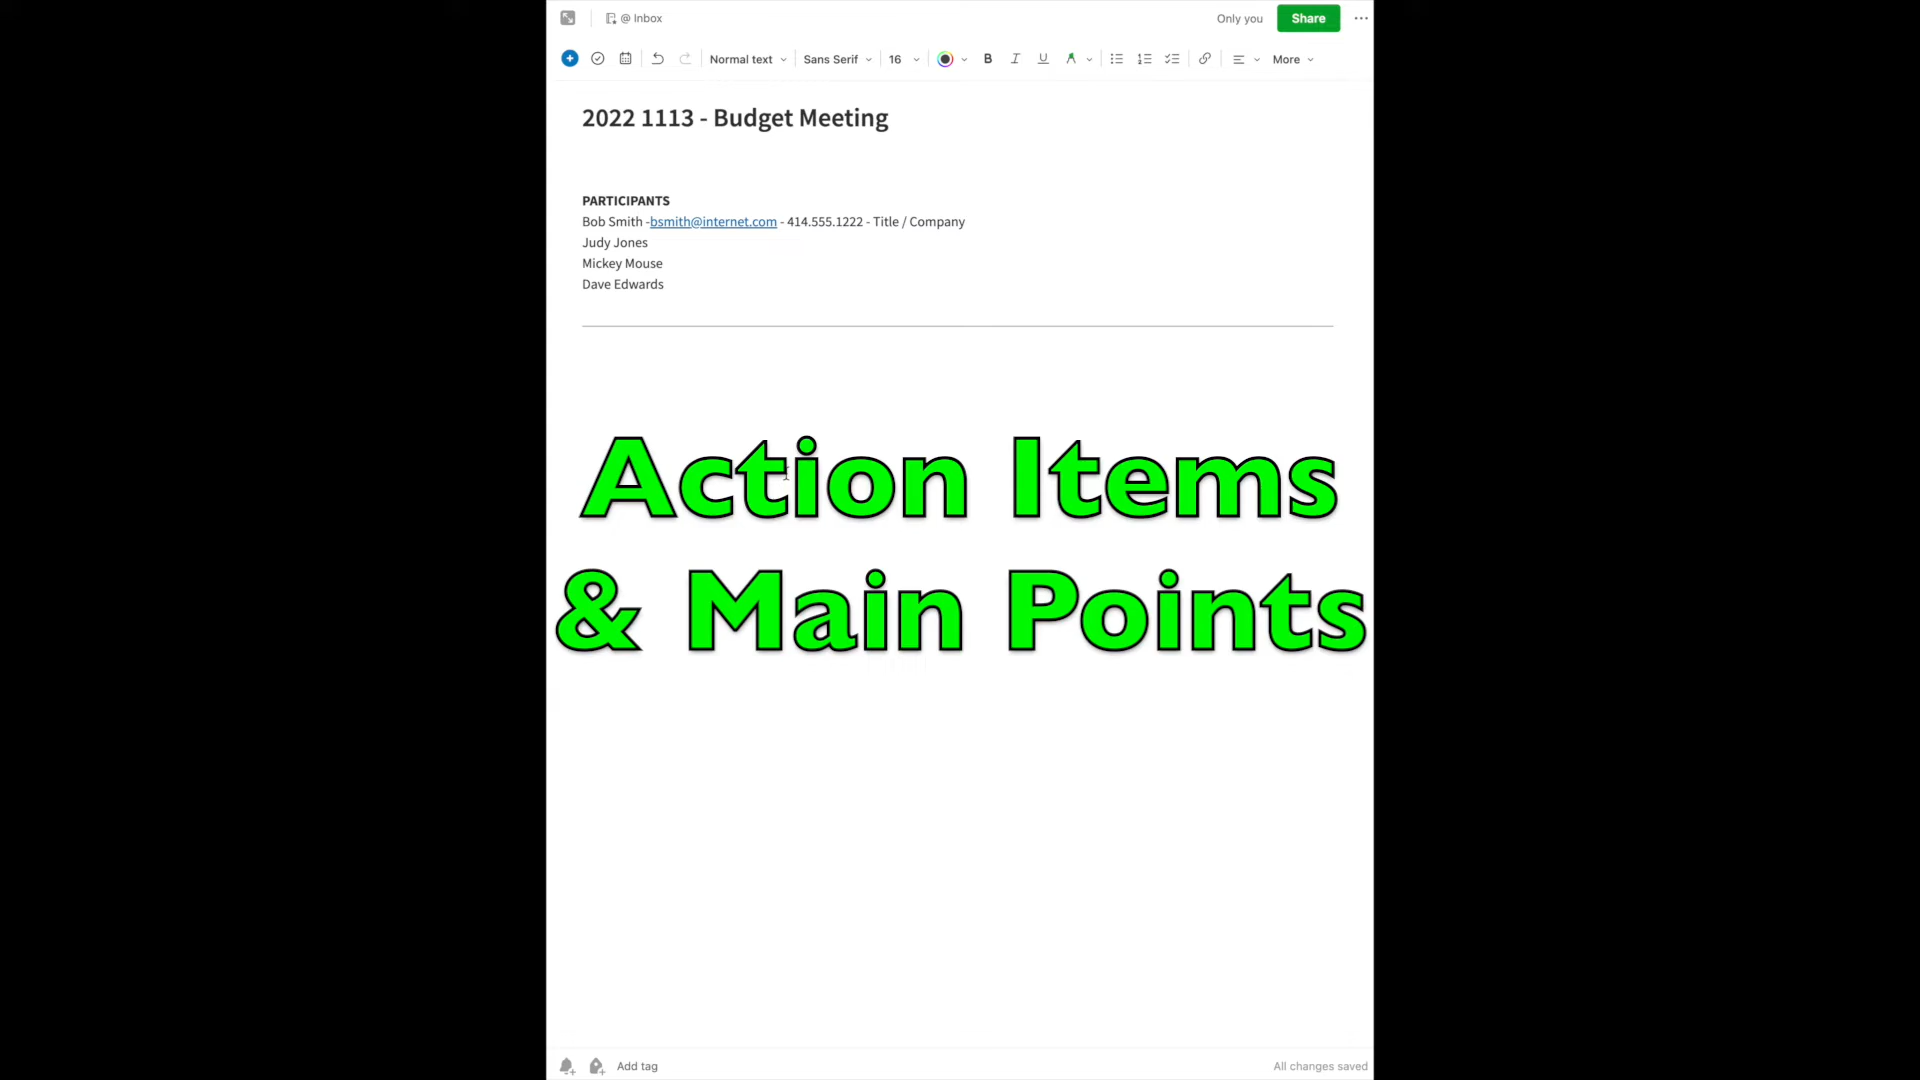 @ Inbox
Only you
Share
Normal text
Sans Serif
16
B
I
U
More
2022 1113 - Budget Meeting
PARTICIPANTS
Bob Smith -bsmith@internet.com - 414.555.1222 - Title / Company
Judy Jones
Mickey Mouse
Dave Edwards
Action Items
& Main Points
Add tag
All changes saved